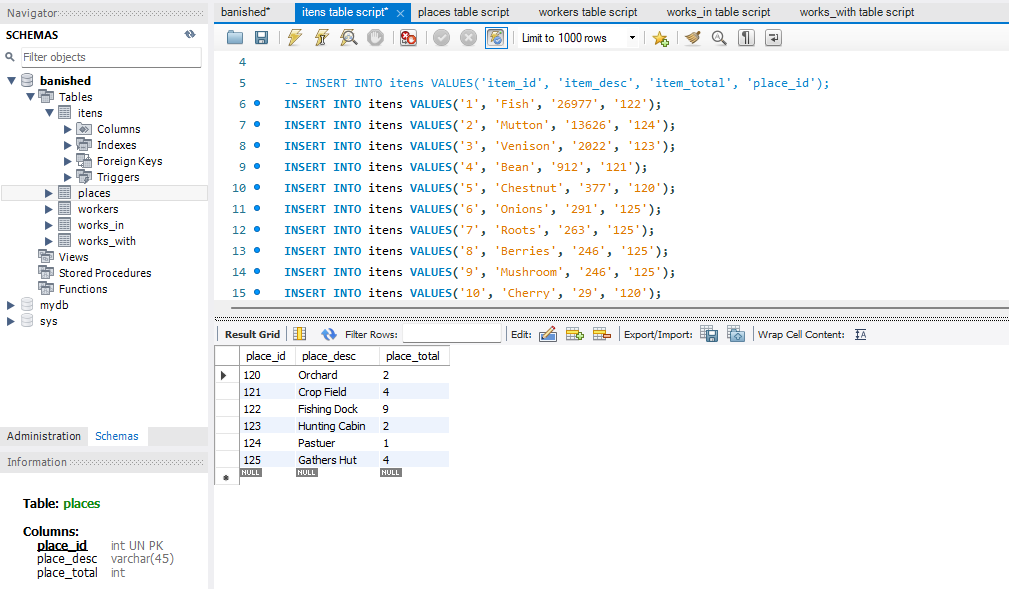 Navigator
SCHEMAS
Filter objects
banished
Tables
itens
Columns
Indexes
Foreign Keys
Triggers
places
workers
works_in
works_with
Views
Stored Procedures
Functions
mydb
sys
Administration Schemas
Information
Table: places
Columns:
place_id int UN PK
place_desc varchar(45)
place_total int
banished* itens table script* places table script workers table script works_in table script works_with table script
Limit to 1000 rows
4
5 -- INSERT INTO itens VALUES('item_id', 'item_desc', 'item_total', 'place_id');
6 INSERT INTO itens VALUES('1', 'Fish', '26977', '122');
7 INSERT INTO itens VALUES('2', 'Mutton', '13626', '124');
8 INSERT INTO itens VALUES('3', 'Venison', '2022', '123');
9 INSERT INTO itens VALUES('4', 'Bean', '912', '121');
10 INSERT INTO itens VALUES('5', 'Chestnut', '377', '120');
11 INSERT INTO itens VALUES('6', 'Onions', '291', '125');
12 INSERT INTO itens VALUES('7', 'Roots', '263', '125');
13 INSERT INTO itens VALUES('8', 'Berries', '246', '125');
14 INSERT INTO itens VALUES('9', 'Mushroom', '246', '125');
15 INSERT INTO itens VALUES('10', 'Cherry', '29', '120');
Result Grid Filter Rows: Edit: Export/Import: Wrap Cell Content:
place_id place_desc place_total
120 Orchard 2
121 Crop Field 4
122 Fishing Dock 9
123 Hunting Cabin 2
124 Pastuer 1
125 Gathers Hut 4
NULL NULL NULL